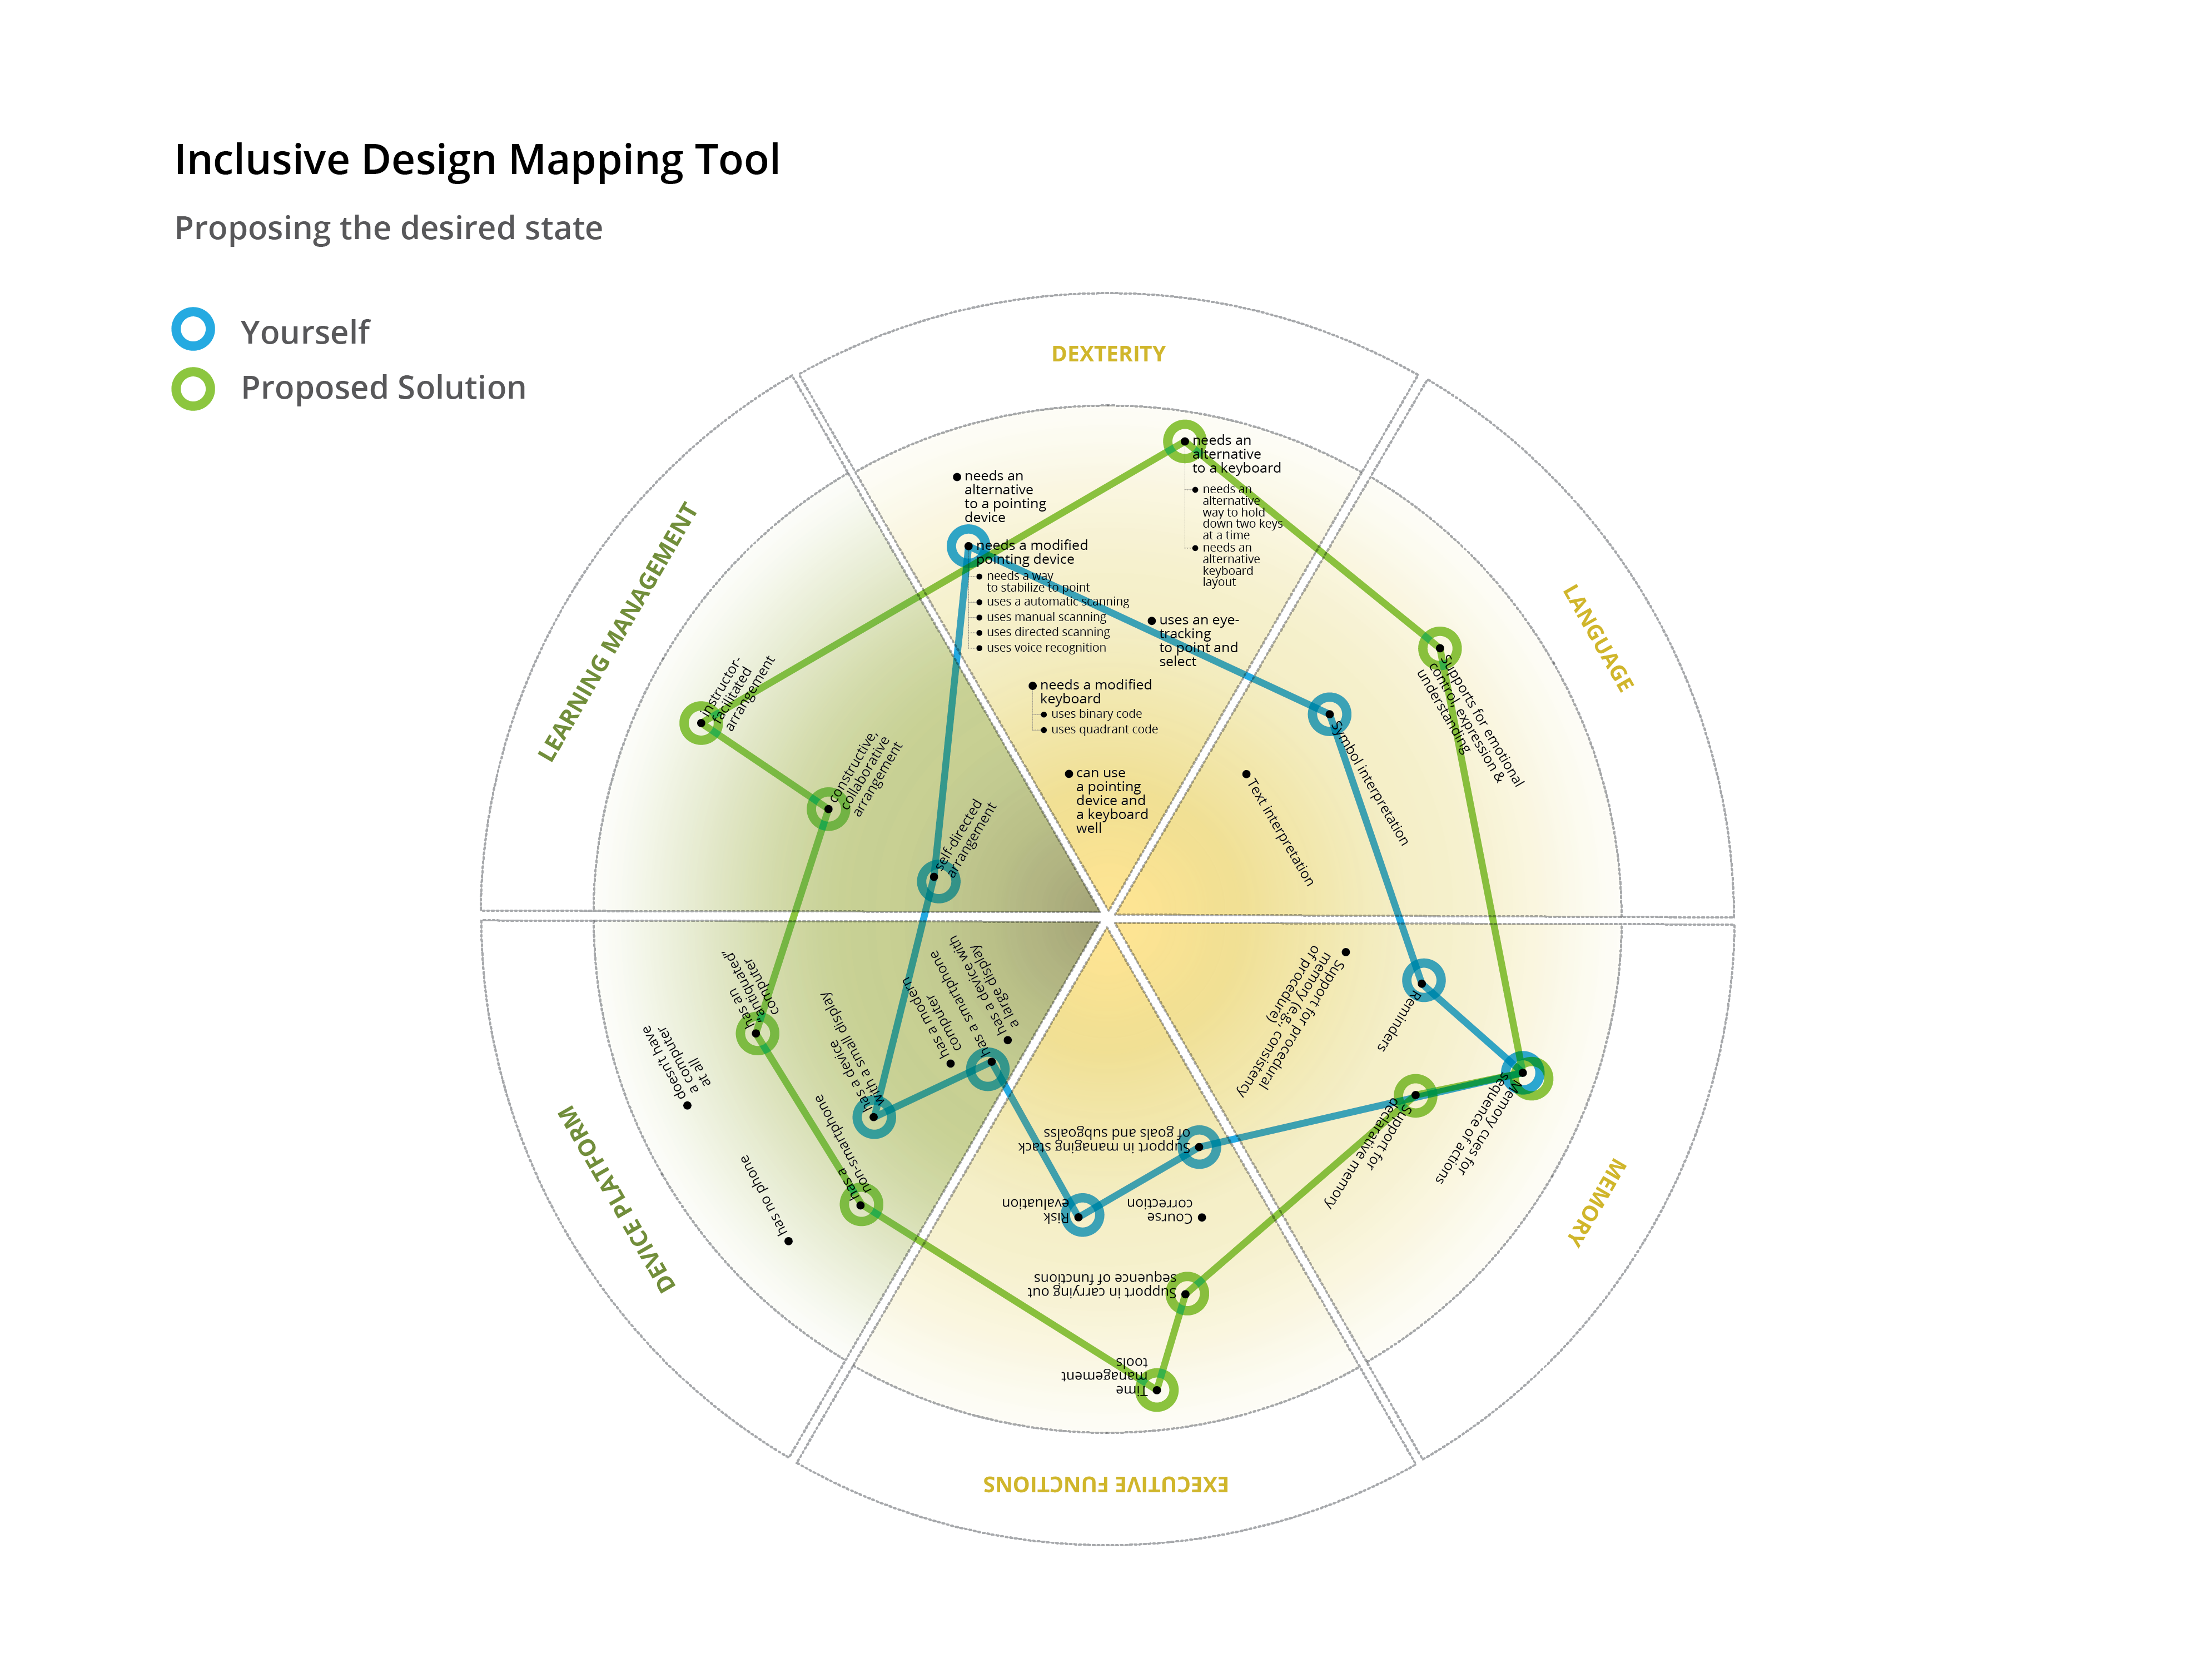 Inclusive Design Mapping Tool
Proposing the desired state
Yourself
Proposed Solution
DEXTERITY
needs an
alternative
to a pointing
device
needs a modified
pointing device
needs a way
to stabilize to point
uses a automatic scanning
uses manual scanning
uses directed scanning
uses voice recognition
needs an
alternative
to a keyboard
needs an
alternative
way to hold
down two keys
at a time
needs an
alternative
keyboard
layout
uses an eye-
tracking
to point and
select
needs a modified
keyboard
uses binary code
uses quadrant code
can use
a pointing
device and
a keyboard
well
LANGUAGE
Supports for emotional
control, expression &
understanding
Symbol interpretation
Text interpretation
MEMORY
Support for procedural
memory (e.g., consistency
of procedure)
Reminders
Memory cues for
sequence of actions
Support for
declarative memory
EXECUTIVE FUNCTIONS
Support in managing stack
of goals and subgoalss
Risk
evaluation
Course
correction
Support in carrying out
sequence of functions
Time
management
tools
DEVICE PLATFORM
has a device with
a large display
has a smartphone
has a modern
computer
has a device
with a small display
has an
"antiquated"
computer
doesn't have
a computer
at all
has a
non-smartphone
has no phone
LEARNING MANAGEMENT
instructor-
facilitated
arrangement
constructive,
collaborative
arrangement
self-directed
arrangement